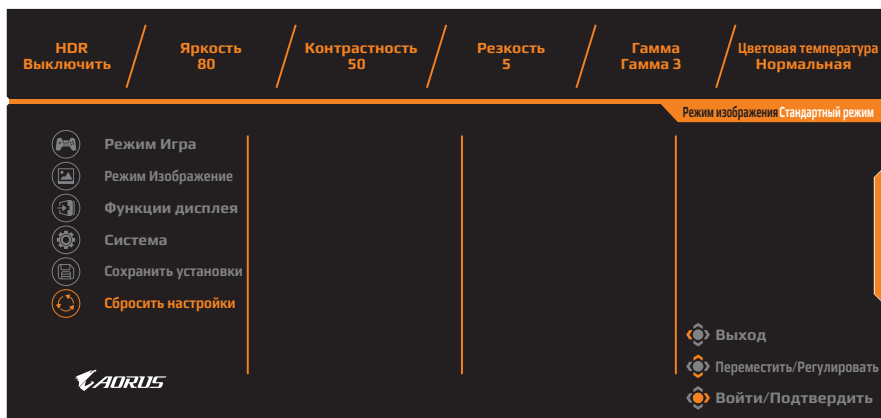 HDR
Выключить
Яркость
80
Контрастность
50
Резкость
5
Гамма
Гамма 3
Цветовая температура
Нормальная
Режим изображения Стандартный режим
Режим Игра
Режим Изображение
Функции дисплея
Система
Сохранить установки
Сбросить настройки
Выход
Переместить/Регулировать
Войти/Подтвердить
AORUS